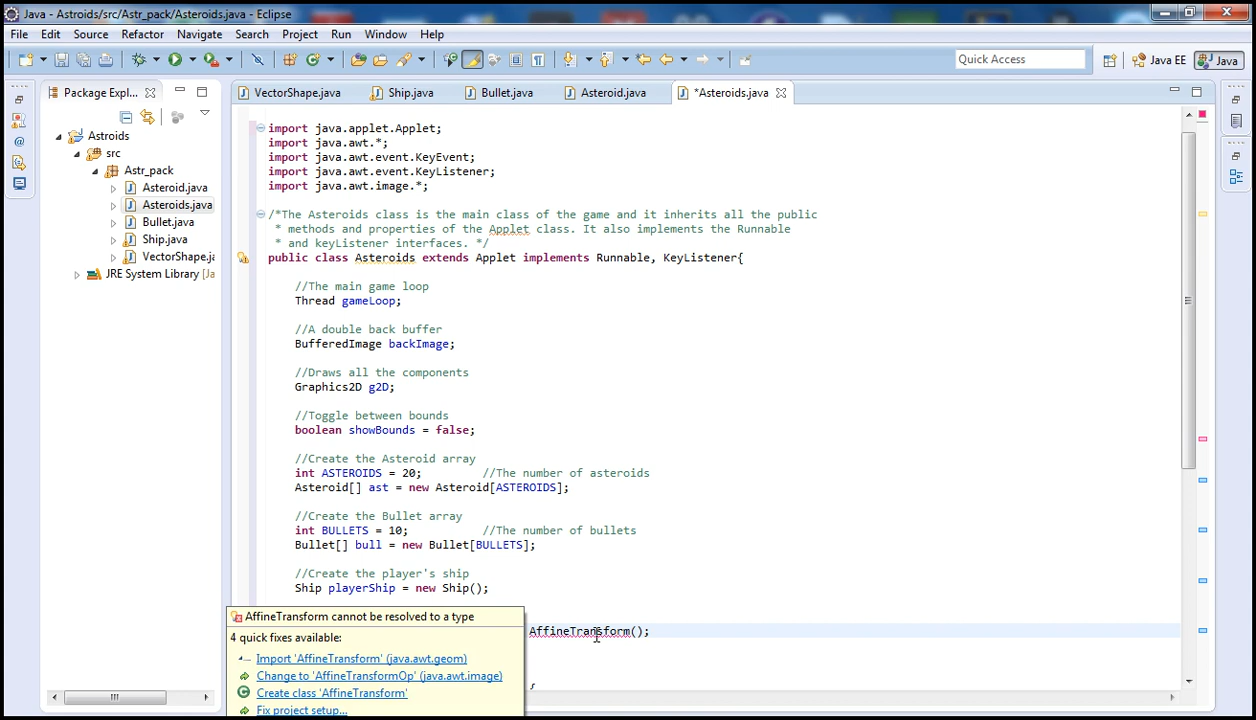 Java - Astroids/src/Astr_pack/Asteroids.java - Eclipse
File Edit Source Refactor Navigate Search Project Run Window Help
Quick Access Java EE Java
Package Expl...
VectorShape.java Ship.java Bullet.java Asteroid.java *Asteroids.java
Astroids
src
Astr_pack
Asteroid.java
Asteroids.java
Bullet.java
Ship.java
VectorShape.ja
JRE System Library [Ja
import java.applet.Applet;
import java.awt.*;
import java.awt.event.KeyEvent;
import java.awt.event.KeyListener;
import java.awt.image.*;
/*The Asteroids class is the main class of the game and it inherits all the public
* methods and properties of the Applet class. It also implements the Runnable
* and keyListener interfaces. */
public class Asteroids extends Applet implements Runnable, KeyListener{
//The main game loop
Thread gameLoop;
//A double back buffer
BufferedImage backImage;
//Draws all the components
Graphics2D g2D;
//Toggle between bounds
boolean showBounds = false;
//Create the Asteroid array
int ASTEROIDS = 20; //The number of asteroids
Asteroid[] ast = new Asteroid[ASTEROIDS];
//Create the Bullet array
int BULLETS = 10; //The number of bullets
Bullet[] bull = new Bullet[BULLETS];
//Create the player's ship
Ship playerShip = new Ship();
AffineTransform();
AffineTransform cannot be resolved to a type
4 quick fixes available:
Import 'AffineTransform' (java.awt.geom)
Change to 'AffineTransformOp' (java.awt.image)
Create class 'AffineTransform'
Fix project setup...